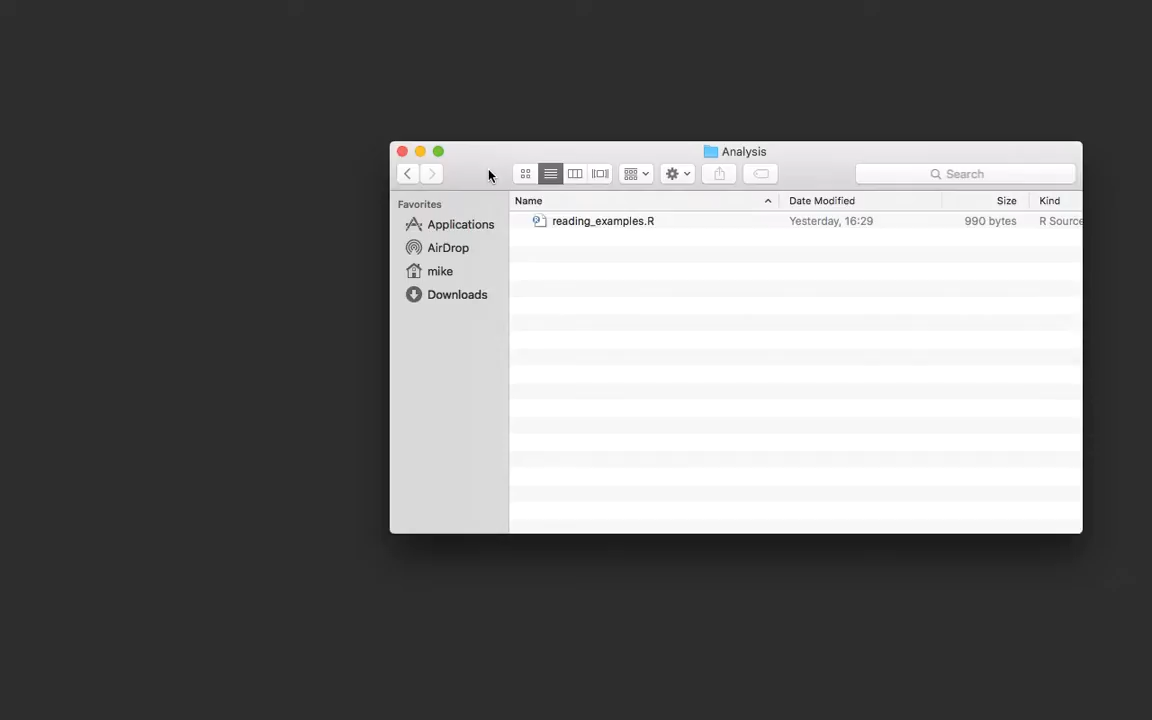 Analysis
Search
Favorites
Applications
AirDrop
mike
Downloads
Name Date Modified Size Kind
reading_examples.R Yesterday, 16:29 990 bytes R Source